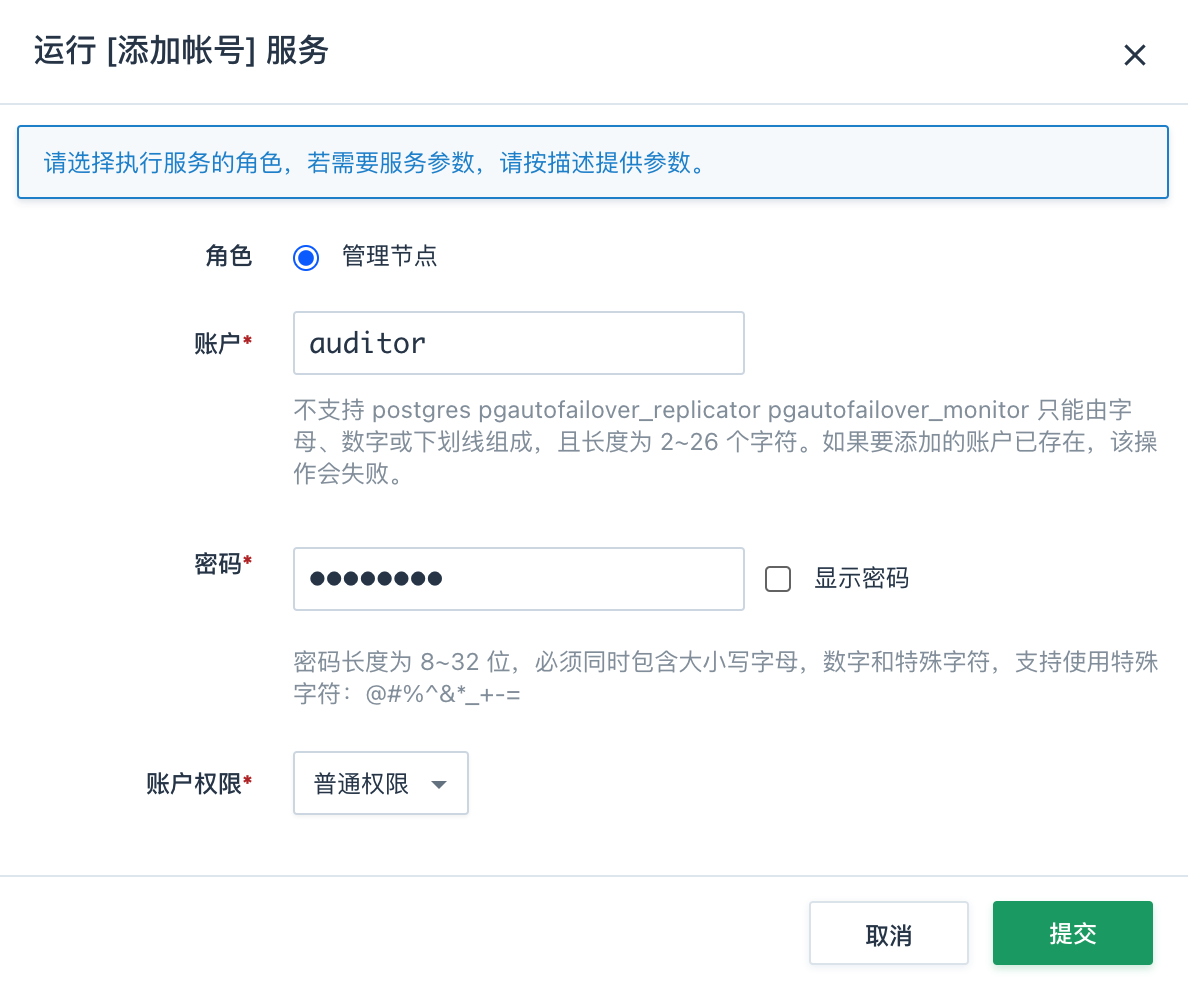 运行 [添加帐号] 服务
请选择执行服务的角色，若需要服务参数，请按描述提供参数。
角色 管理节点
账户* auditor
不支持 postgres pgautofailover_replicator pgautofailover_monitor 只能由字
母、数字或下划线组成，且长度为 2~26 个字符。如果要添加的账户已存在，该操
作会失败。
密码* ●●●●●●●● 显示密码
密码长度为 8~32 位，必须同时包含大小写字母，数字和特殊字符，支持使用特殊
字符：@#%^&*_+-=
账户权限* 普通权限
取消 提交